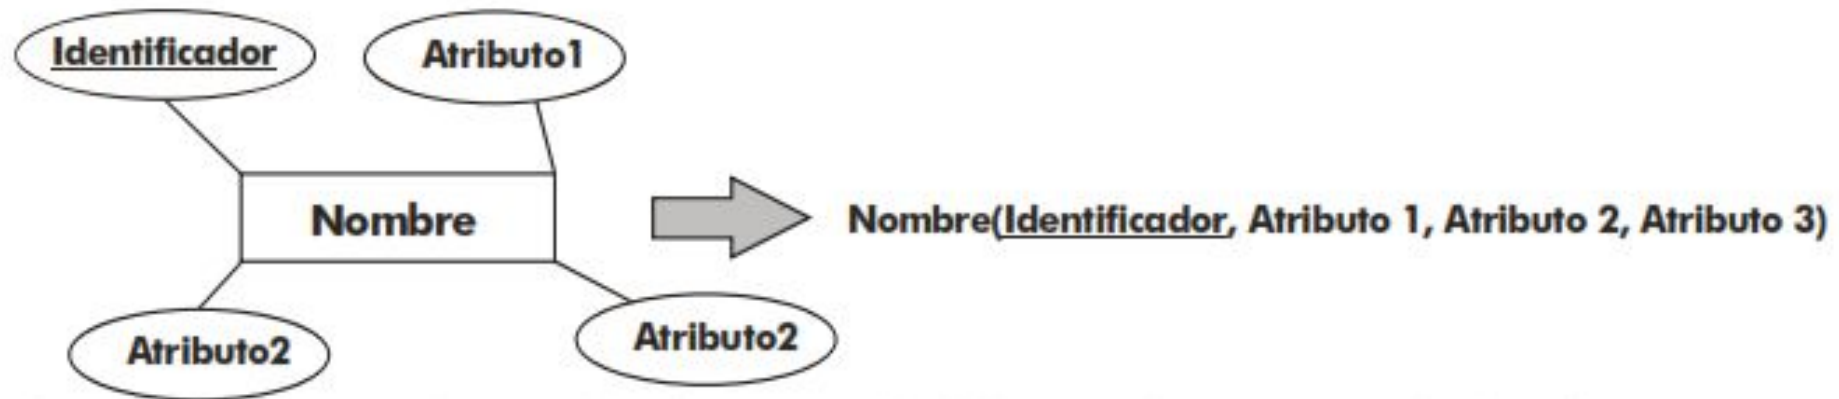 Identificador
Atributo1
Nombre
Nombre(Identificador, Atributo 1, Atributo 2, Atributo 3)
Atributo2
Atributo2